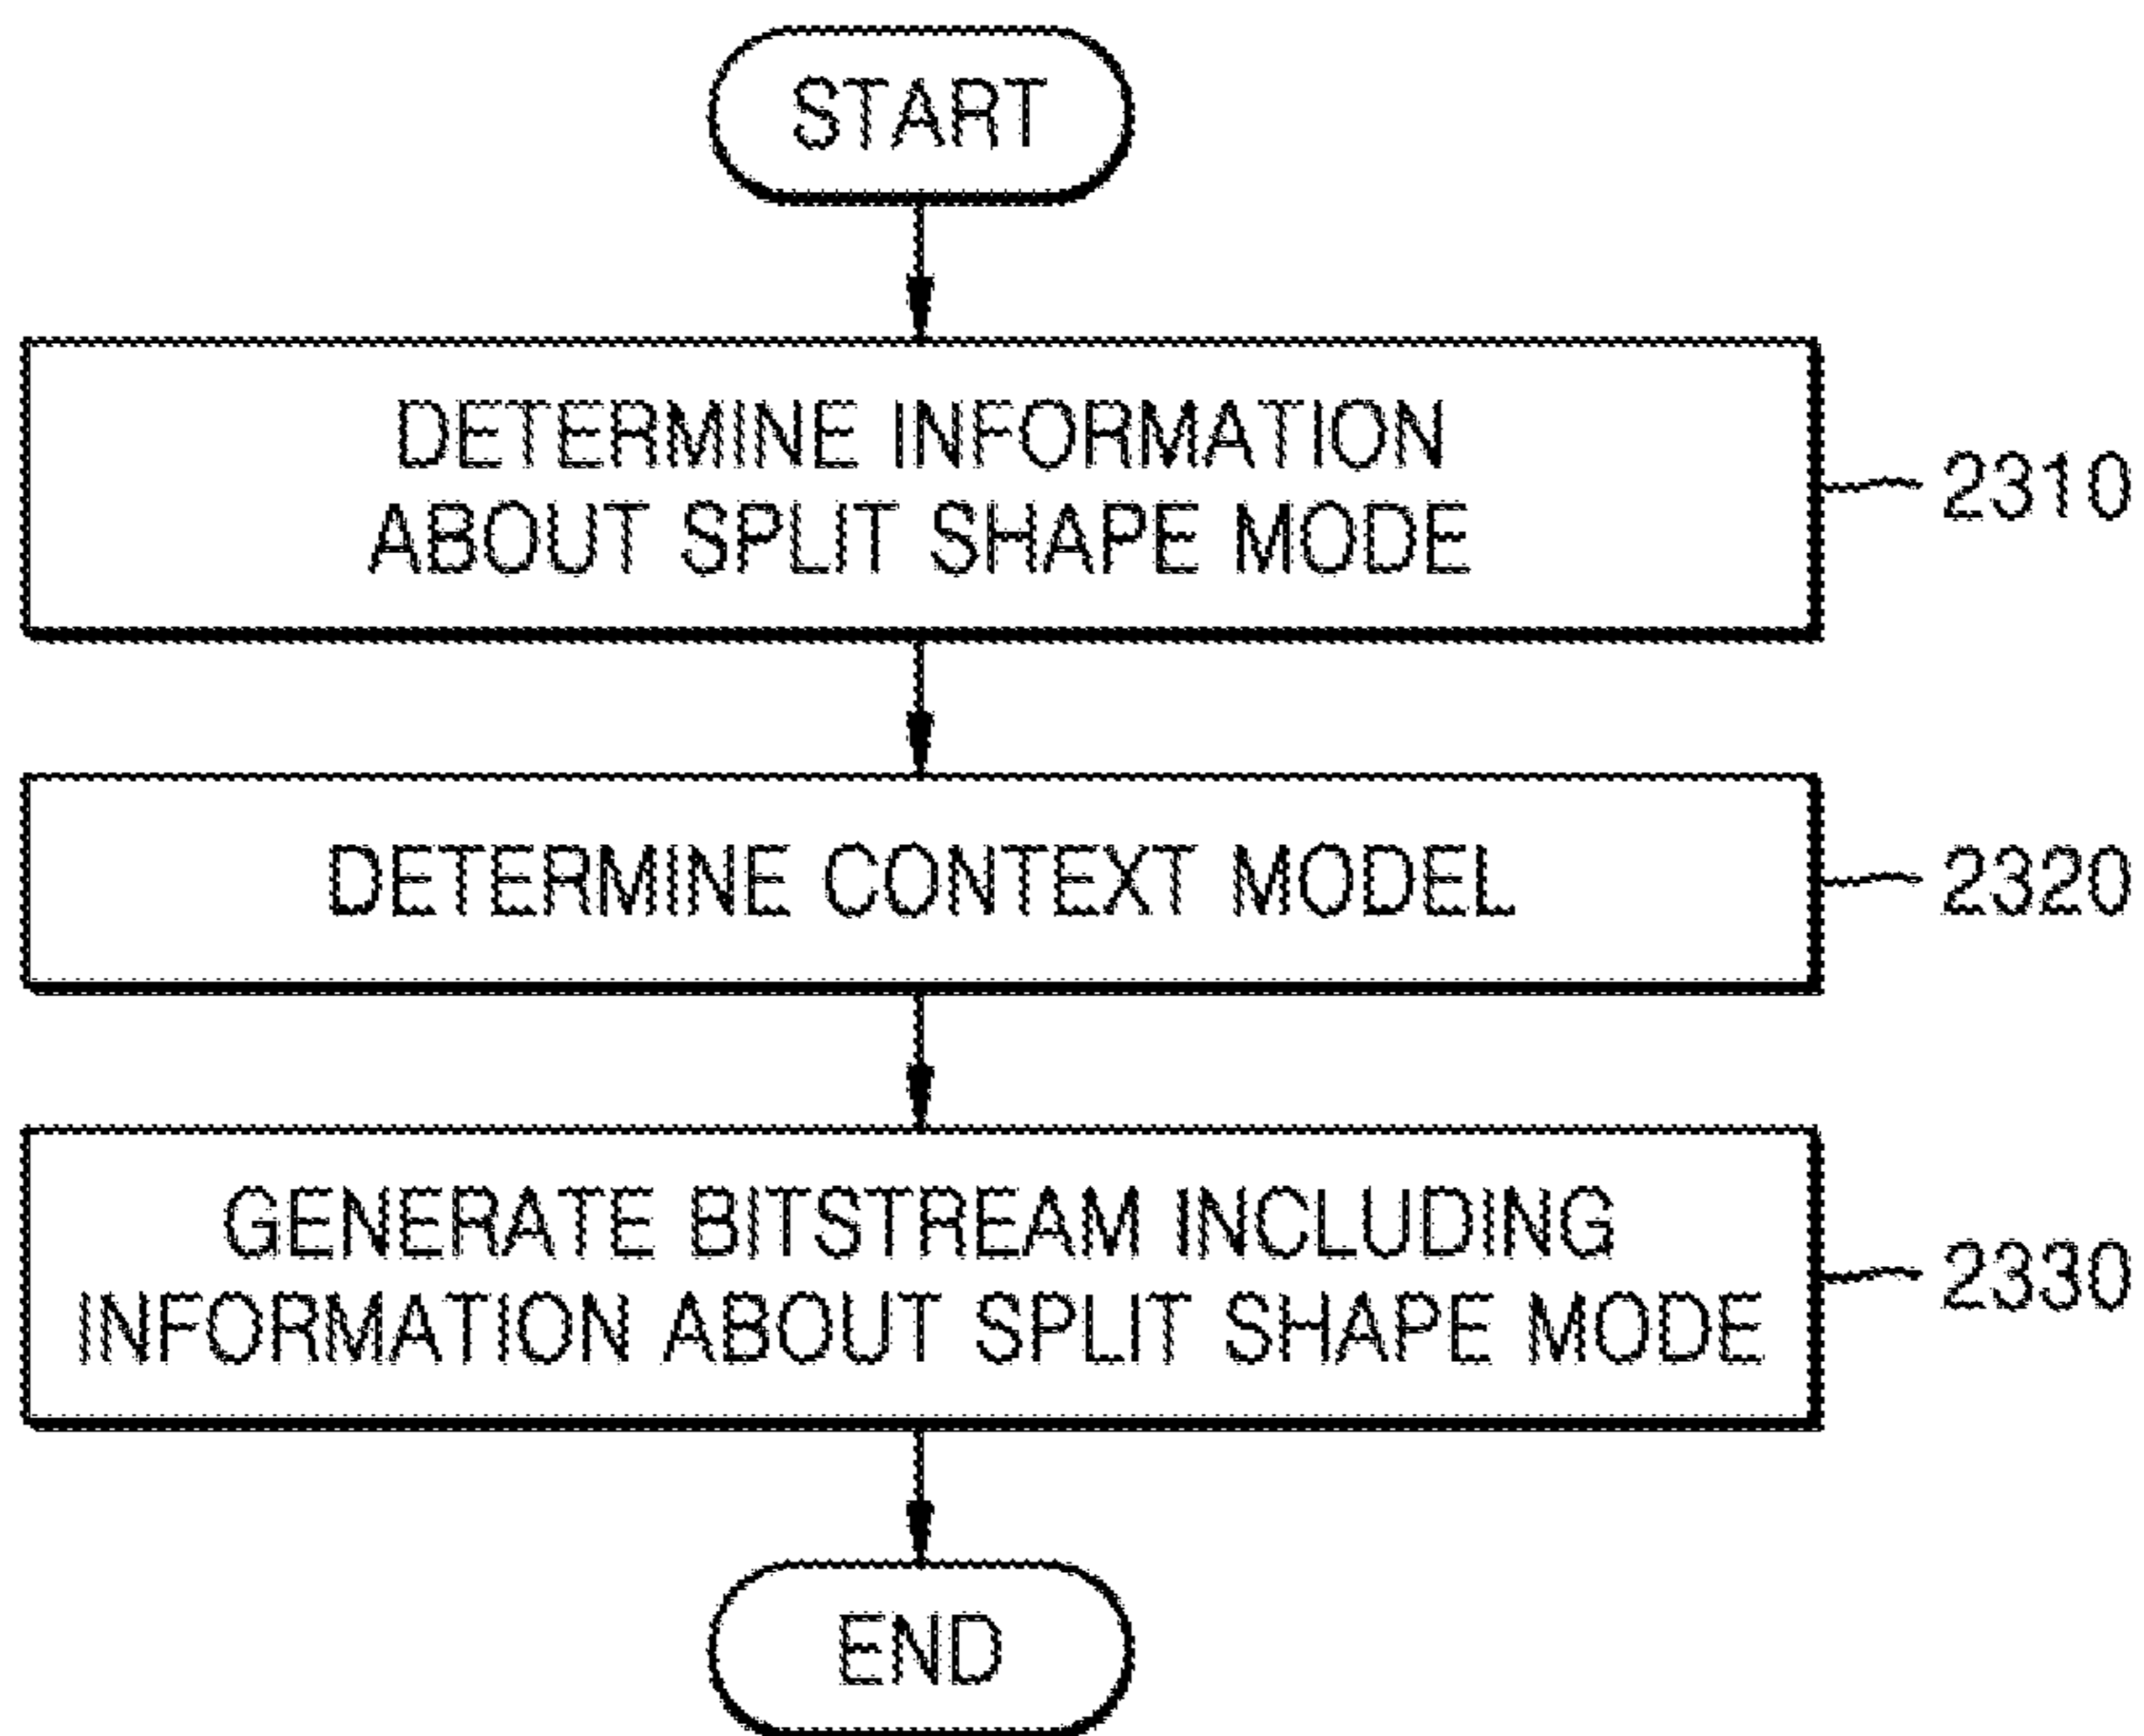 START
DETERMINE INFORMATION
ABOUT SPLIT SHAPE MODE
2310
DETERMINE CONTEXT MODEL
2320
GENERATE BITSTREAM INCLUDING
INFORMATION ABOUT SPLIT SHAPE MODE
2330
END